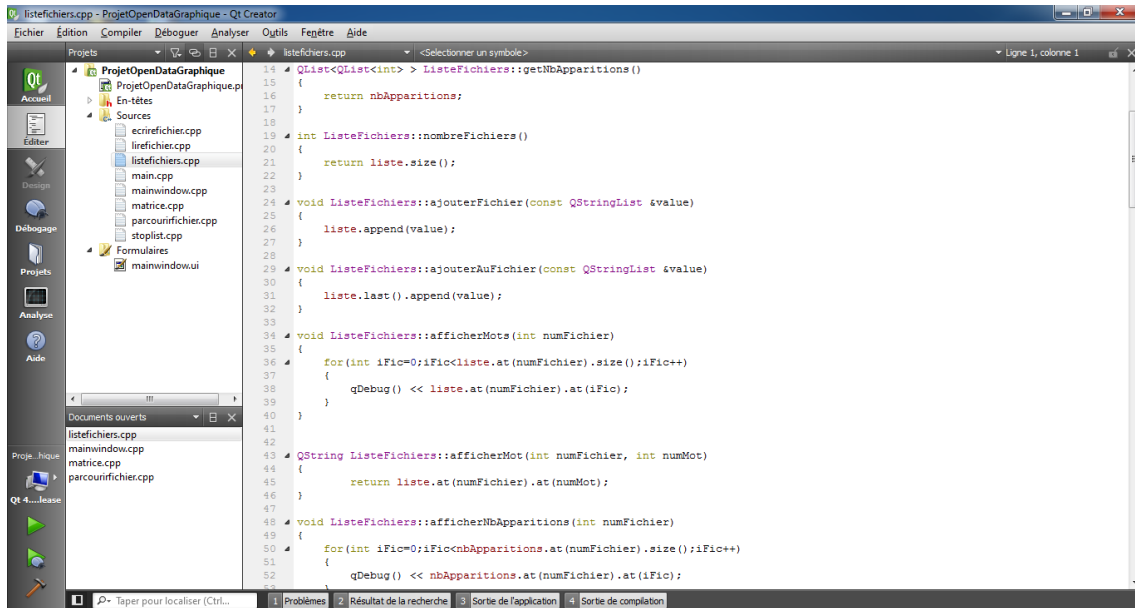 listefichiers.cpp - ProjetOpenDataGraphique - Qt Creator
Fichier Édition Compiler Déboguer Analyser Outils Fenêtre Aide
Projets
listefichiers.cpp
<Selectionner un symbole>
Ligne 1, colonne 1
Qt
Accueil
Éditer
Design
Débogage
Projets
Analyse
Aide
Proje...hique
Qt 4....lease
ProjetOpenDataGraphique
ProjetOpenDataGraphique.pr
En-têtes
Sources
ecrirefichier.cpp
lirefichier.cpp
listefichiers.cpp
main.cpp
mainwindow.cpp
matrice.cpp
parcourirfichier.cpp
stoplist.cpp
Formulaires
mainwindow.ui
Documents ouverts
listefichiers.cpp
mainwindow.cpp
matrice.cpp
parcourirfichier.cpp
14 QList<QList<int> > ListeFichiers::getNbApparitions()
15 {
16 return nbApparitions;
17 }
18
19 int ListeFichiers::nombreFichiers()
20 {
21 return liste.size();
22 }
23
24 void ListeFichiers::ajouterFichier(const QStringList &value)
25 {
26 liste.append(value);
27 }
28
29 void ListeFichiers::ajouterAuFichier(const QStringList &value)
30 {
31 liste.last().append(value);
32 }
33
34 void ListeFichiers::afficherMots(int numFichier)
35 {
36 for(int iFic=0;iFic<liste.at(numFichier).size();iFic++)
37 {
38 qDebug() << liste.at(numFichier).at(iFic);
39 }
40 }
41
42
43 QString ListeFichiers::afficherMot(int numFichier, int numMot)
44 {
45 return liste.at(numFichier).at(numMot);
46 }
47
48 void ListeFichiers::afficherNbApparitions(int numFichier)
49 {
50 for(int iFic=0;iFic<nbApparitions.at(numFichier).size();iFic++)
51 {
52 qDebug() << nbApparitions.at(numFichier).at(iFic);
53 }
Taper pour localiser (Ctrl...
1 Problèmes 2 Résultat de la recherche 3 Sortie de l'application 4 Sortie de compilation